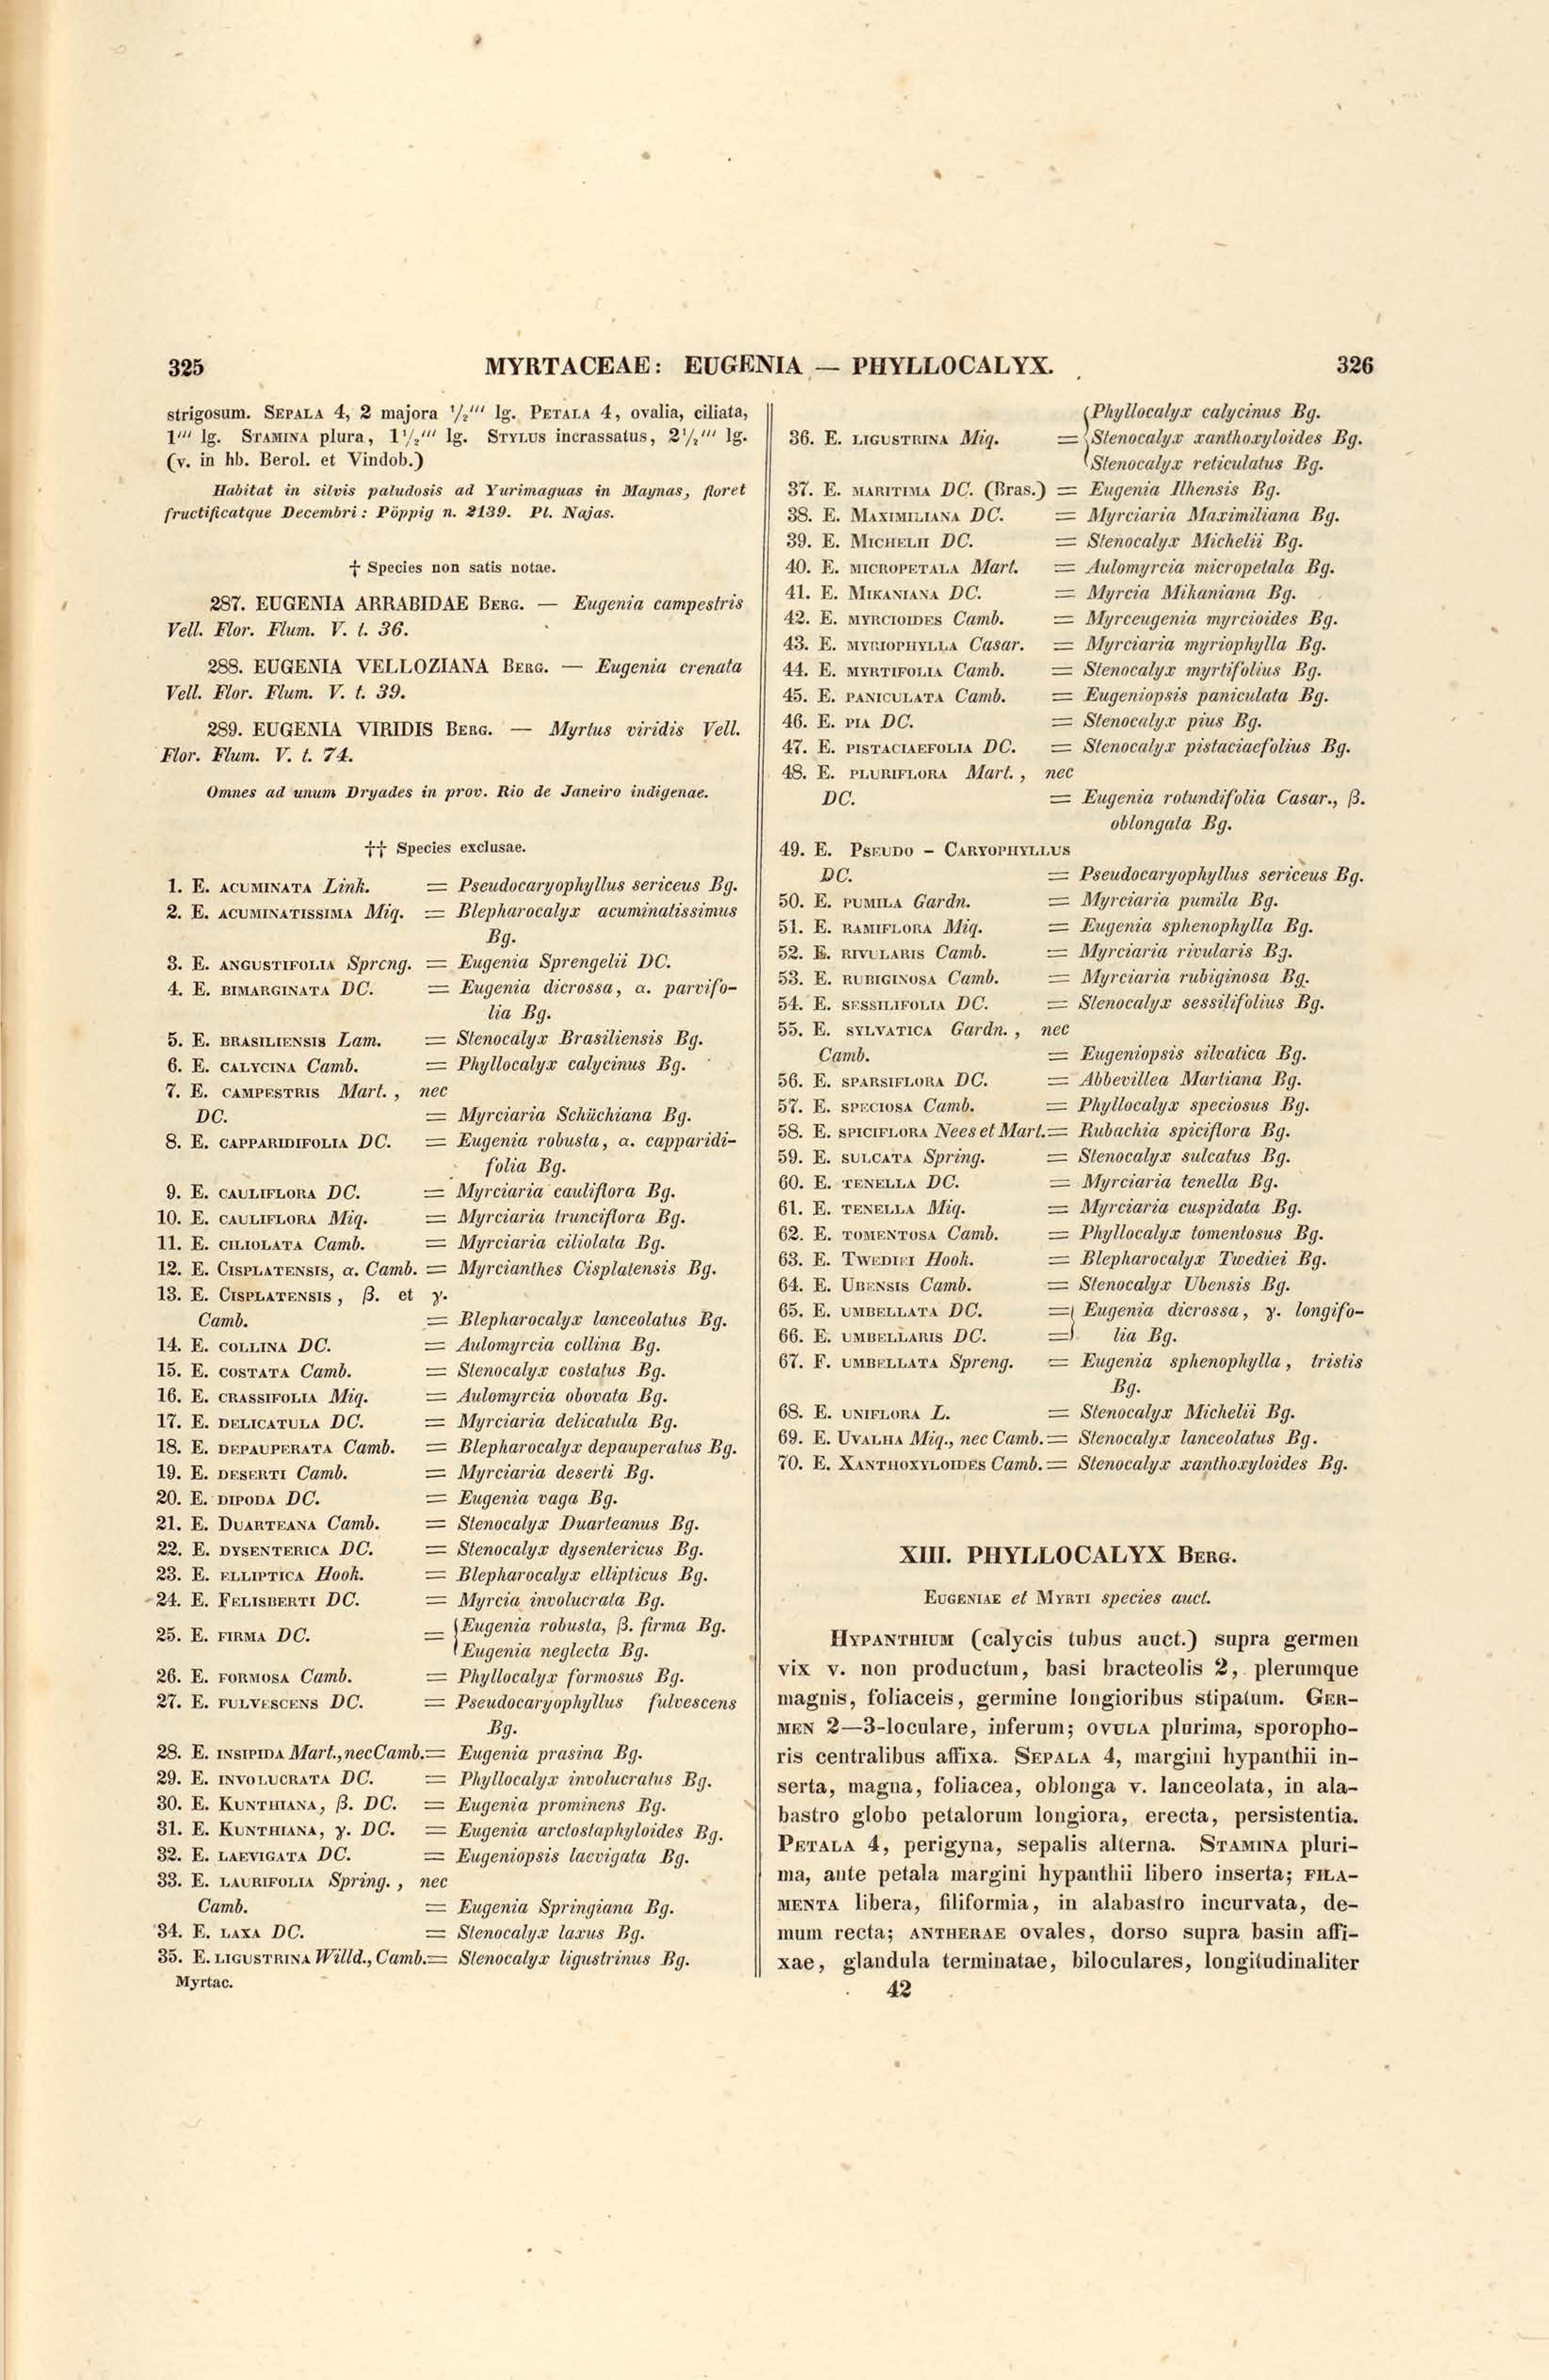 325
MYRTACEAE: EUGENIA — PHYLLOCALYX.
326
strigosum. SEPALA 4, 2 majora 1/2''' lg. PETALA 4, ovalia, ciliata,
1''' lg. STAMINA plura, 1 1/2''' lg. STYLUS incrassatus, 2 1/2''' lg.
(v. in hb. Berol. et Vindob.)
Habitat in silvis paludosis ad Yurimaguas in Maynas, floret
fructificatque Decembri: Pöppig n. 2139. Pl. Najas.
† Species non satis notae.
287. EUGENIA ARRABIDAE BERG. — Eugenia campestris
Vell. Flor. Flum. V. t. 36.
288. EUGENIA VELLOZIANA BERG. — Eugenia crenata
Vell. Flor. Flum. V. t. 39.
289. EUGENIA VIRIDIS BERG. — Myrtus viridis Vell.
Flor. Flum. V. t. 74.
Omnes ad unum Dryades in prov. Rio de Janeiro indigenae.
†† Species exclusae.
1. E. ACUMINATA Link. = Pseudocaryophyllus sericeus Bg.
2. E. ACUMINATISSIMA Miq. = Blepharocalyx acuminatissimus
Bg.
3. E. ANGUSTIFOLIA Spreng. = Eugenia Sprengelii DC.
4. E. BIMARGINATA DC. = Eugenia dicrossa, α. parvifo-
lia Bg.
5. E. BRASILIENSIS Lam. = Stenocalyx Brasiliensis Bg.
6. E. CALYCINA Camb. = Phyllocalyx calycinus Bg.
7. E. CAMPESTRIS Mart., nec
DC. = Myrciaria Schüchiana Bg.
8. E. CAPPARIDIFOLIA DC. = Eugenia robusta, α. capparidi-
folia Bg.
9. E. CAULIFLORA DC. = Myrciaria cauliflora Bg.
10. E. CAULIFLORA Miq. = Myrciaria trunciflora Bg.
11. E. CILIOLATA Camb. = Myrciaria ciliolata Bg.
12. E. CISPLATENSIS, α. Camb. = Myrcianthes Cisplatensis Bg.
13. E. CISPLATENSIS, β. et γ.
Camb. = Blepharocalyx lanceolatus Bg.
14. E. COLLINA DC. = Aulomyrcia collina Bg.
15. E. COSTATA Camb. = Stenocalyx costatus Bg.
16. E. CRASSIFOLIA Miq. = Aulomyrcia obovata Bg.
17. E. DELICATULA DC. = Myrciaria delicatula Bg.
18. E. DEPAUPERATA Camb. = Blepharocalyx depauperatus Bg.
19. E. DESERTI Camb. = Myrciaria deserti Bg.
20. E. DIPODA DC. = Eugenia vaga Bg.
21. E. DUARTEANA Camb. = Stenocalyx Duarteanus Bg.
22. E. DYSENTERICA DC. = Stenocalyx dysentericus Bg.
23. E. ELLIPTICA Hook. = Blepharocalyx ellipticus Bg.
24. E. FELISBERTI DC. = Myrcia involucrata Bg.
25. E. FIRMA DC. = {Eugenia robusta, β. firma Bg.
Eugenia neglecta Bg.
26. E. FORMOSA Camb. = Phyllocalyx formosus Bg.
27. E. FULVESCENS DC. = Pseudocaryophyllus fulvescens
Bg.
28. E. INSIPIDA Mart., nec Camb. = Eugenia prasina Bg.
29. E. INVOLUCRATA DC. = Phyllocalyx involucratus Bg.
30. E. KUNTHIANA, β. DC. = Eugenia prominens Bg.
31. E. KUNTHIANA, γ. DC. = Eugenia arctostaphyloides Bg.
32. E. LAEVIGATA DC. = Eugeniopsis laevigata Bg.
33. E. LAURIFOLIA Spring., nec
Camb. = Eugenia Springiana Bg.
34. E. LAXA DC. = Stenocalyx laxus Bg.
35. E. LIGUSTRINA Willd., Camb. = Stenocalyx ligustrinus Bg.
Myrtac.
{Phyllocalyx calycinus Bg.
36. E. LIGUSTRINA Miq. = Stenocalyx xanthoxyloides Bg.
Stenocalyx reticulatus Bg.
37. E. MARITIMA DC. (Bras.) = Eugenia Ilhensis Bg.
38. E. MAXIMILIANA DC. = Myrciaria Maximiliana Bg.
39. E. MICHELII DC. = Stenocalyx Michelii Bg.
40. E. MICROPETALA Mart. = Aulomyrcia micropetala Bg.
41. E. MIKANIANA DC. = Myrcia Mikaniana Bg.
42. E. MYRCIOIDES Camb. = Myrceugenia myrcioides Bg.
43. E. MYRIOPHYLLA Casar. = Myrciaria myriophylla Bg.
44. E. MYRTIFOLIA Camb. = Stenocalyx myrtifolius Bg.
45. E. PANICULATA Camb. = Eugeniopsis paniculata Bg.
46. E. PIA DC. = Stenocalyx pius Bg.
47. E. PISTACIAEFOLIA DC. = Stenocalyx pistaciaefolius Bg.
48. E. PLURIFLORA Mart., nec
DC. = Eugenia rotundifolia Casar., β.
oblongata Bg.
49. E. PSEUDO - CARYOPHYLLUS
DC. = Pseudocaryophyllus sericeus Bg.
50. E. PUMILA Gardn. = Myrciaria pumila Bg.
51. E. RAMIFLORA Miq. = Eugenia sphenophylla Bg.
52. E. RIVULARIS Camb. = Myrciaria rivularis Bg.
53. E. RUBIGINOSA Camb. = Myrciaria rubiginosa Bg.
54. E. SESSILIFOLIA DC. = Stenocalyx sessilifolius Bg.
55. E. SYLVATICA Gardn., nec
Camb. = Eugeniopsis silvatica Bg.
56. E. SPARSIFLORA DC. = Abbevillea Martiana Bg.
57. E. SPECIOSA Camb. = Phyllocalyx speciosus Bg.
58. E. SPICIFLORA Nees et Mart. = Rubachia spiciflora Bg.
59. E. SULCATA Spring. = Stenocalyx sulcatus Bg.
60. E. TENELLA DC. = Myrciaria tenella Bg.
61. E. TENELLA Miq. = Myrciaria cuspidata Bg.
62. E. TOMENTOSA Camb. = Phyllocalyx tomentosus Bg.
63. E. TWEDIEI Hook. = Blepharocalyx Twediei Bg.
64. E. UBENSIS Camb. = Stenocalyx Ubensis Bg.
65. E. UMBELLATA DC. =} Eugenia dicrossa, γ. longifo-
66. E. UMBELLARIS DC. =} lia Bg.
67. F. UMBELLATA Spreng. = Eugenia sphenophylla, tristis
Bg.
68. E. UNIFLORA L. = Stenocalyx Michelii Bg.
69. E. UVALHA Miq., nec Camb. = Stenocalyx lanceolatus Bg.
70. E. XANTHOXYLOIDES Camb. = Stenocalyx xanthoxyloides Bg.
XIII. PHYLLOCALYX BERG.
EUGENIAE et MYRTI species auct.
HYPANTHIUM (calycis tubus auct.) supra germen
vix v. non productum, basi bracteolis 2, plerumque
magnis, foliaceis, germine longioribus stipatum. GER-
MEN 2—3-loculare, inferum; OVULA plurima, sporopho-
ris centralibus affixa. SEPALA 4, margini hypanthii in-
serta, magna, foliacea, oblonga v. lanceolata, in ala-
bastro globo petalorum longiora, erecta, persistentia.
PETALA 4, perigyna, sepalis alterna. STAMINA pluri-
ma, ante petala margini hypanthii libero inserta; FILA-
MENTA libera, filiformia, in alabastro incurvata, de-
mum recta; ANTHERAE ovales, dorso supra basin affi-
xae, glandula terminatae, biloculares, longitudinaliter
42